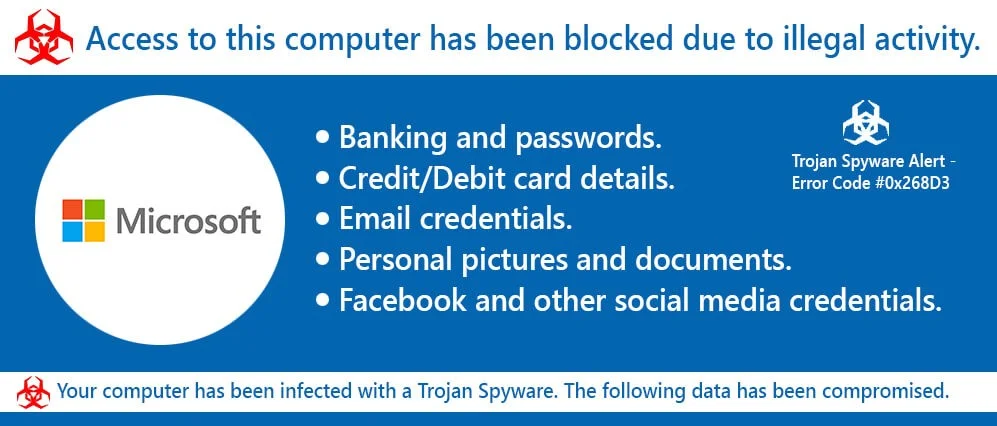 Access to this computer has been blocked due to illegal activity.
Microsoft
• Banking and passwords.
• Credit/Debit card details.
• Email credentials.
• Personal pictures and documents.
• Facebook and other social media credentials.
Trojan Spyware Alert -
Error Code #0x268D3
Your computer has been infected with a Trojan Spyware. The following data has been compromised.